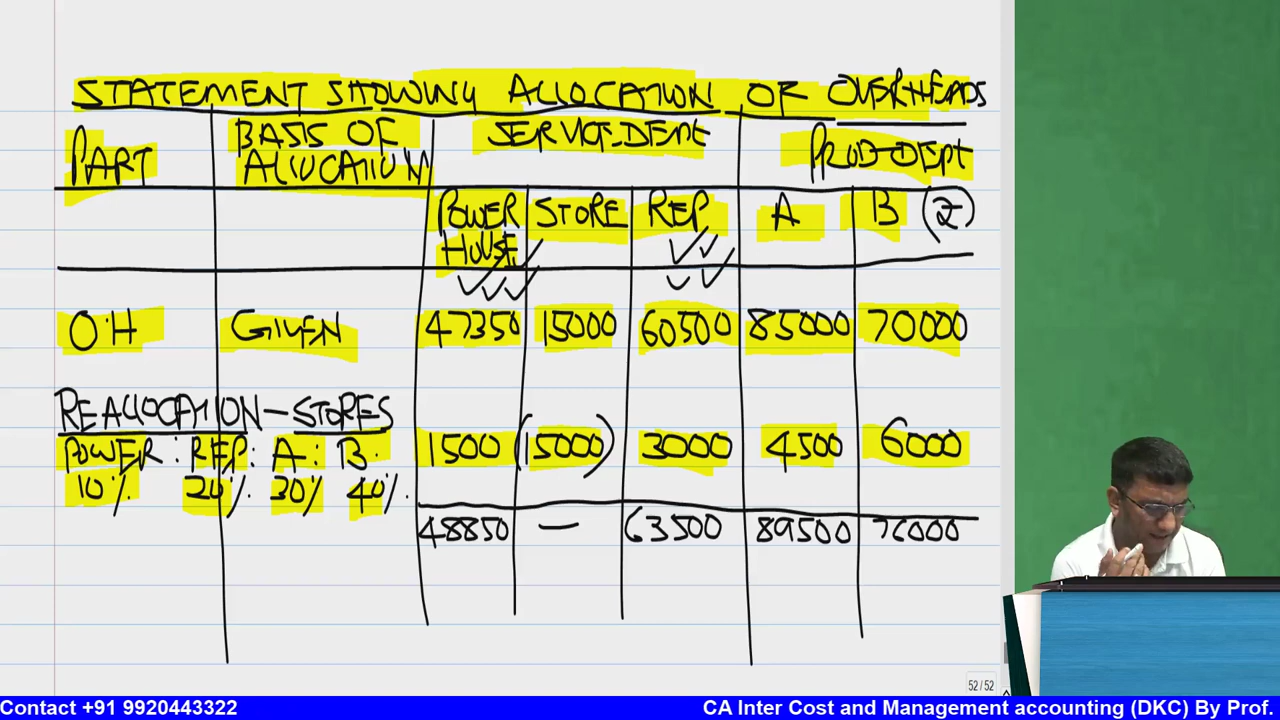 STATEMENT SHOWING ALLOCATION OF OVERHEADS
PART BASIS OF ALLOCATION SERVICE DEPT PROD-DEPT
POWER HOUSE STORE REP A B (₹)
O.H GIVEN 47350 15000 60500 85000 70000
REALLOCATION - STORES
POWER : REP : A : B. 1500 (15000) 3000 4500 6000
10% 20% 30% 40%.
48850 — 63500 89500 76000
52/52
Contact +91 9920443322 CA Inter Cost and Management accounting (DKC) By Prof.